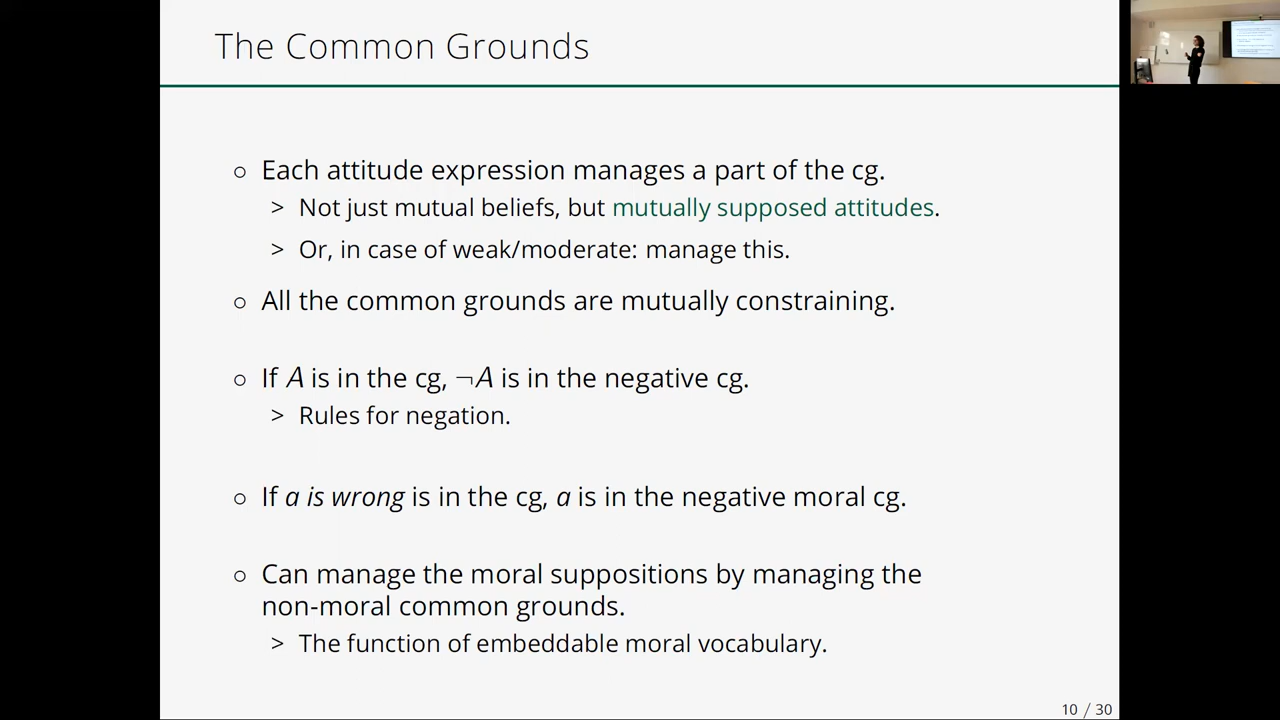 The Common Grounds
○ Each attitude expression manages a part of the cg.
> Not just mutual beliefs, but mutually supposed attitudes.
> Or, in case of weak/moderate: manage this.
○ All the common grounds are mutually constraining.
○ If A is in the cg, ¬A is in the negative cg.
> Rules for negation.
○ If a is wrong is in the cg, a is in the negative moral cg.
○ Can manage the moral suppositions by managing the
non-moral common grounds.
> The function of embeddable moral vocabulary.
10 / 30